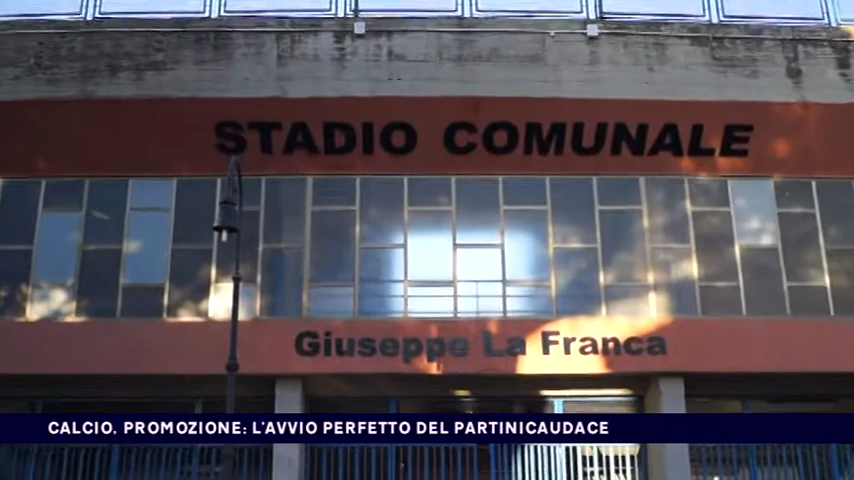 STADIO COMUNALE
Giuseppe La Franca
CALCIO, PROMOZIONE: L'AVVIO PERFETTO DEL PARTINICAUDACE